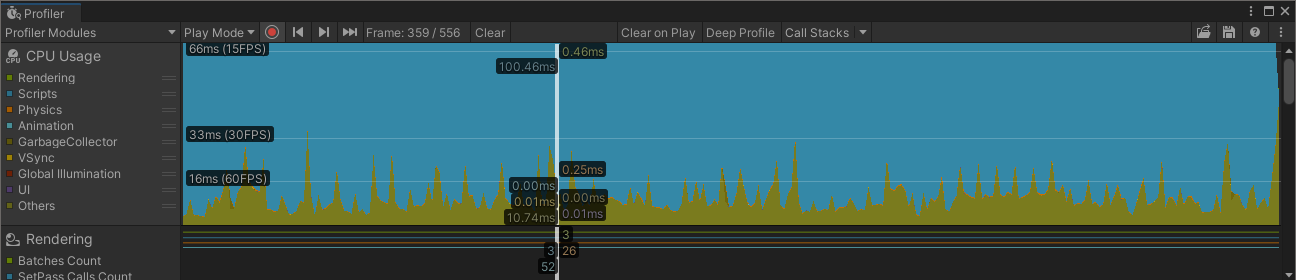 Profiler
Profiler Modules
Play Mode
Frame: 359 / 556
Clear
Clear on Play
Deep Profile
Call Stacks
CPU
CPU Usage
Rendering
Scripts
Physics
Animation
GarbageCollector
VSync
Global Illumination
UI
Others
66ms (15FPS)
33ms (30FPS)
16ms (60FPS)
0.46ms
100.46ms
0.25ms
0.00ms
0.01ms
10.74ms
0.00ms
0.01ms
Rendering
Batches Count
SetPass Calls Count
3
3
26
52